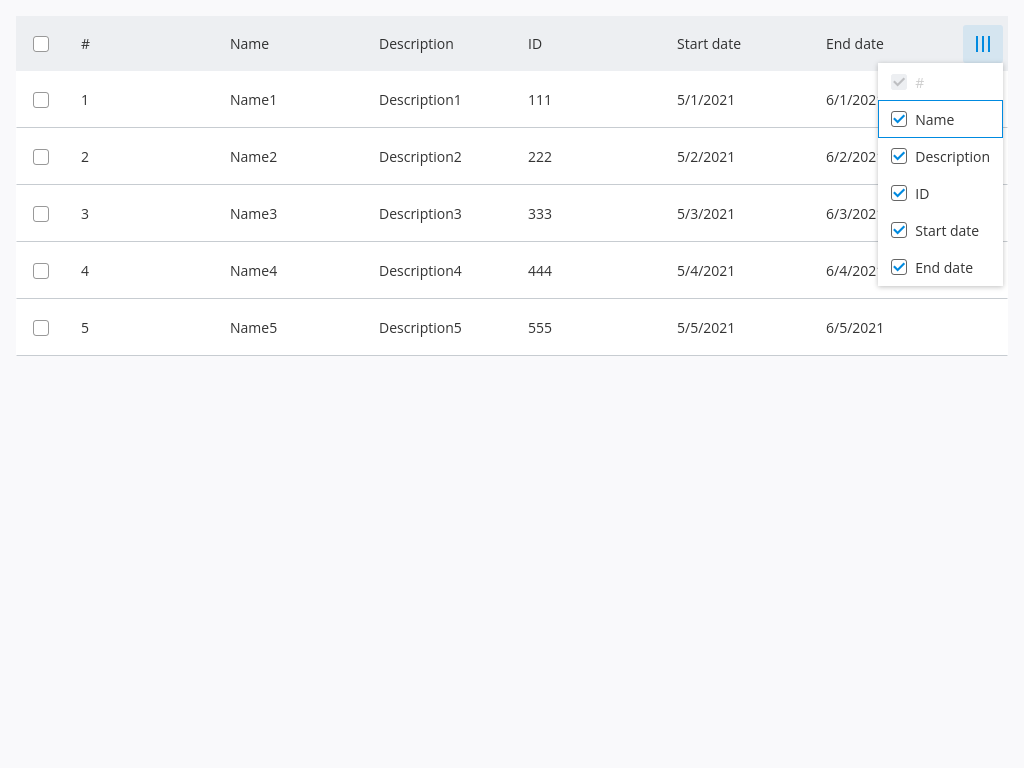 # Name Description ID Start date End date
#
1 Name1 Description1 111 5/1/2021 6/1/202
Name
2 Name2 Description2 222 5/2/2021 6/2/202
Description
ID
3 Name3 Description3 333 5/3/2021 6/3/202
Start date
4 Name4 Description4 444 5/4/2021 6/4/202
End date
5 Name5 Description5 555 5/5/2021 6/5/2021